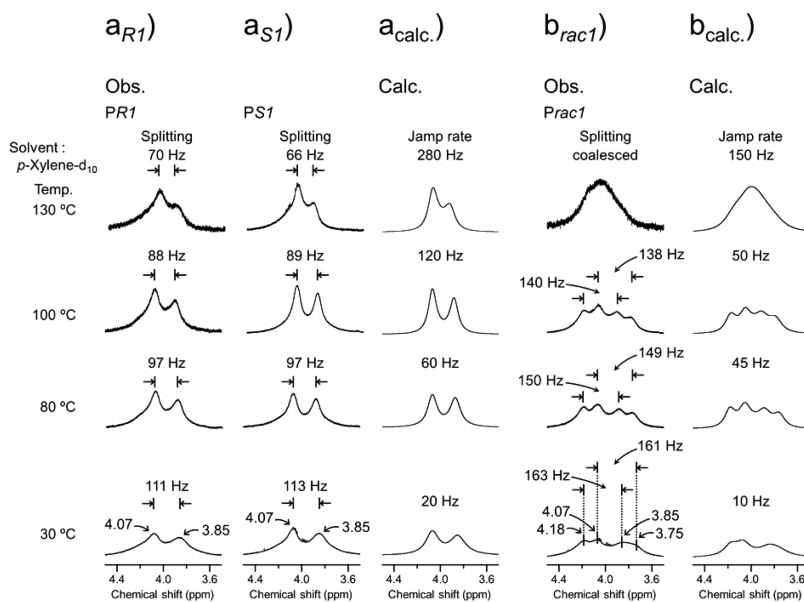 a_R1) a_S1) a_calc.) b_rac1) b_calc.)
Obs. Calc. Obs. Calc.
PR1 PS1 Prac1
Solvent : p-Xylene-d10
Splitting Splitting Jamp rate Splitting coalesced Jamp rate
70 Hz 66 Hz 280 Hz 150 Hz
Temp.
130 ºC
88 Hz 89 Hz 120 Hz 138 Hz 50 Hz
140 Hz
100 ºC
97 Hz 97 Hz 60 Hz 149 Hz 45 Hz
150 Hz
80 ºC
161 Hz
111 Hz 113 Hz 20 Hz 163 Hz 10 Hz
30 ºC
4.07 3.85 4.07 3.85 4.07 3.85
4.18 3.75
4.4 4.0 3.6 4.4 4.0 3.6 4.4 4.0 3.6 4.4 4.0 3.6 4.4 4.0 3.6
Chemical shift (ppm) Chemical shift (ppm) Chemical shift (ppm) Chemical shift (ppm) Chemical shift (ppm)